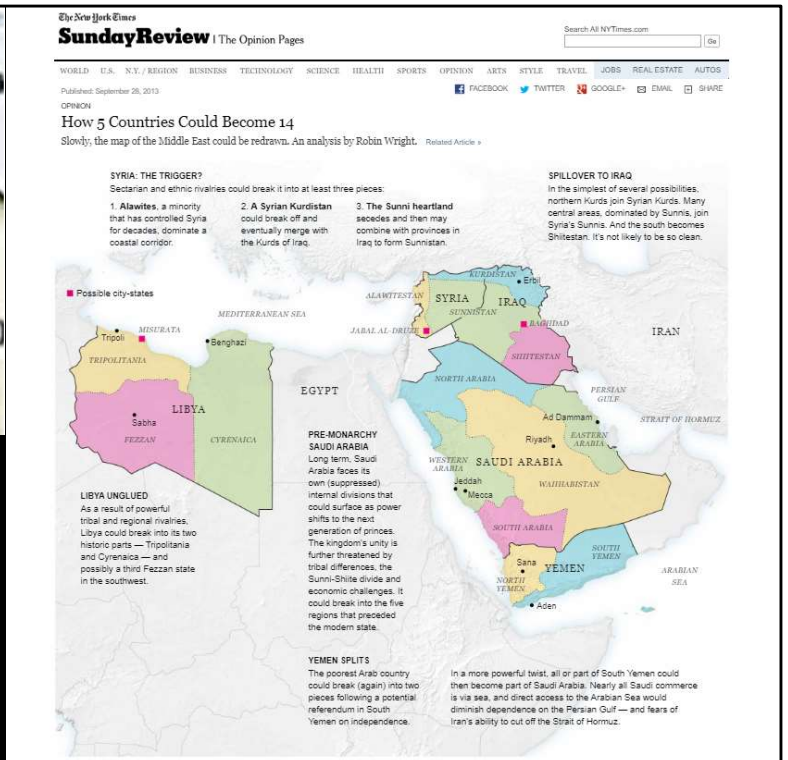 The New York Times
SundayReview | The Opinion Pages
Search All NYTimes.com
Go
WORLD U.S. N.Y. / REGION BUSINESS TECHNOLOGY SCIENCE HEALTH SPORTS OPINION ARTS STYLE TRAVEL JOBS REAL ESTATE AUTOS
Published: September 28, 2013
FACEBOOK TWITTER GOOGLE+ EMAIL SHARE
OPINION
How 5 Countries Could Become 14
Slowly, the map of the Middle East could be redrawn. An analysis by Robin Wright. Related Article »
SYRIA: THE TRIGGER?
Sectarian and ethnic rivalries could break it into at least three pieces:
1. Alawites, a minority
that has controlled Syria
for decades, dominate a
coastal corridor.
2. A Syrian Kurdistan
could break off and
eventually merge with
the Kurds of Iraq.
3. The Sunni heartland
secedes and then may
combine with provinces in
Iraq to form Sunnistan.
SPILLOVER TO IRAQ
In the simplest of several possibilities,
northern Kurds join Syrian Kurds. Many
central areas, dominated by Sunnis, join
Syria's Sunnis. And the south becomes
Shiitestan. It's not likely to be so clean.
Possible city-states
MEDITERRANEAN SEA
ALAWITESTAN
KURDISTAN
Erbil
SYRIA
IRAQ
SUNNISTAN
JABAL AL-DRUZE
BAGHDAD
SHIITESTAN
IRAN
Tripoli
MISURATA
Benghazi
TRIPOLITANIA
LIBYA
Sabha
FEZZAN
CYRENAICA
EGYPT
NORTH ARABIA
PERSIAN
GULF
STRAIT OF HORMUZ
Ad Dammam
EASTERN
ARABIA
Riyadh
WESTERN
ARABIA
SAUDI ARABIA
WAHHABISTAN
Jeddah
Mecca
SOUTH ARABIA
SOUTH
YEMEN
Sana
YEMEN
NORTH
YEMEN
Aden
ARABIAN
SEA
LIBYA UNGLUED
As a result of powerful
tribal and regional rivalries,
Libya could break into its two
historic parts — Tripolitania
and Cyrenaica — and
possibly a third Fezzan state
in the southwest.
PRE-MONARCHY
SAUDI ARABIA
Long term, Saudi
Arabia faces its
own (suppressed)
internal divisions that
could surface as power
shifts to the next
generation of princes.
The kingdom's unity is
further threatened by
tribal differences, the
Sunni-Shiite divide and
economic challenges. It
could break into the five
regions that preceded
the modern state.
YEMEN SPLITS
The poorest Arab country
could break (again) into two
pieces following a potential
referendum in South
Yemen on independence.
In a more powerful twist, all or part of South Yemen could
then become part of Saudi Arabia. Nearly all Saudi commerce
is via sea, and direct access to the Arabian Sea would
diminish dependence on the Persian Gulf — and fears of
Iran's ability to cut off the Strait of Hormuz.